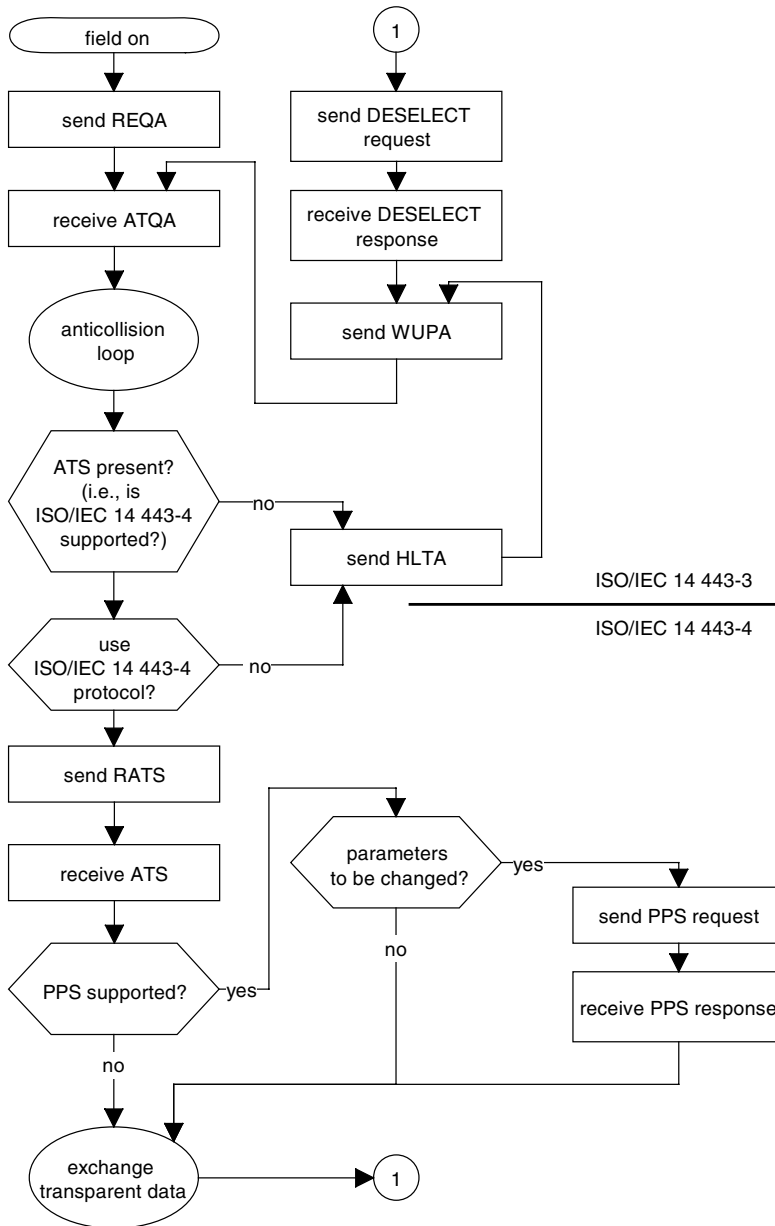 field on
1
send REQA
send DESELECT
request
receive ATQA
receive DESELECT
response
anticollision
loop
send WUPA
ATS present?
(i.e., is
ISO/IEC 14 443-4
supported?)
no
send HLTA
ISO/IEC 14 443-3
ISO/IEC 14 443-4
use
ISO/IEC 14 443-4
protocol?
no
send RATS
receive ATS
parameters
to be changed?
yes
send PPS request
no
PPS supported?
yes
receive PPS response
no
exchange
transparent data
1